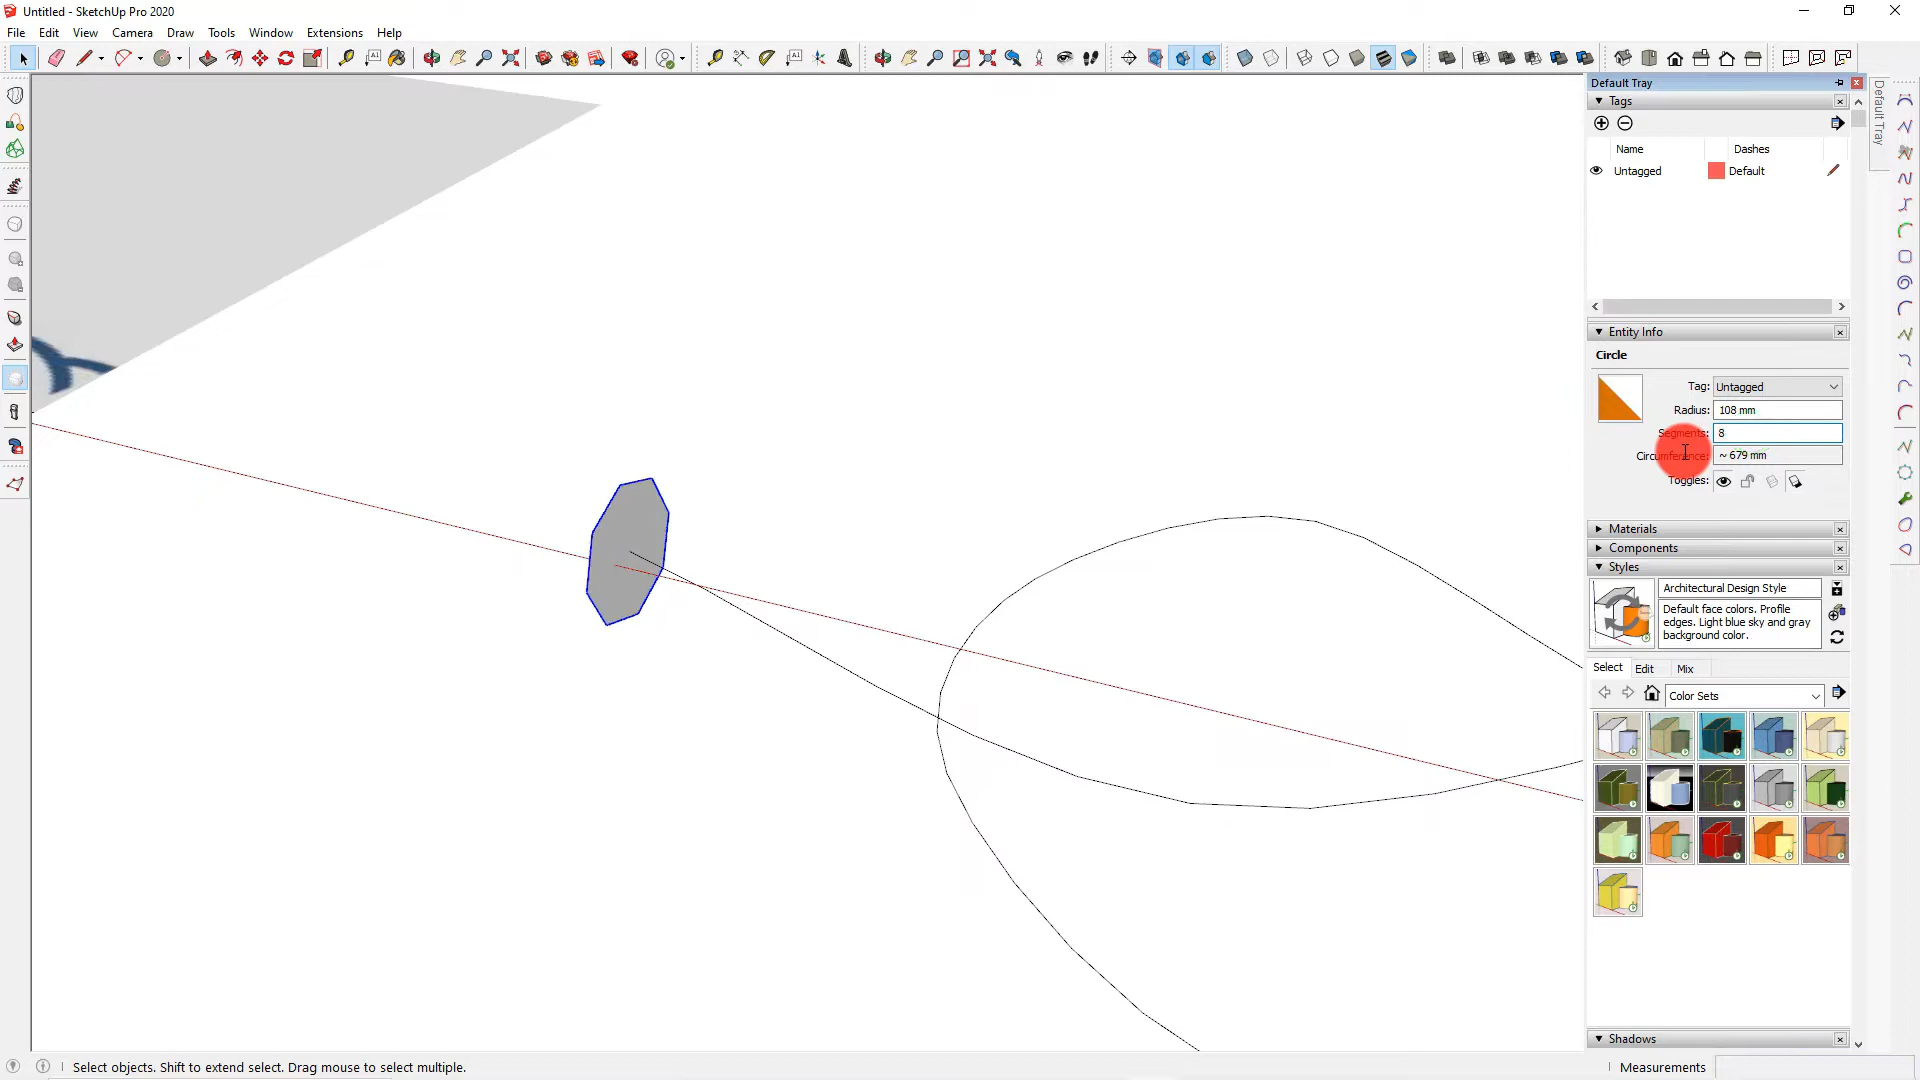 Untitled - SketchUp Pro 2020
File Edit View Camera Draw Tools Window Extensions Help
Default Tray
Tags
Name Dashes
Untagged Default
Entity Info
Circle
Tag: Untagged
Radius: 108 mm
Segments: 8
Circumference: ~ 679 mm
Toggles:
Materials
Components
Styles
Architectural Design Style
Default face colors. Profile
edges. Light blue sky and gray
background color.
Select Edit Mix
Color Sets
Shadows
Default Tray
Select objects. Shift to extend select. Drag mouse to select multiple.
Measurements